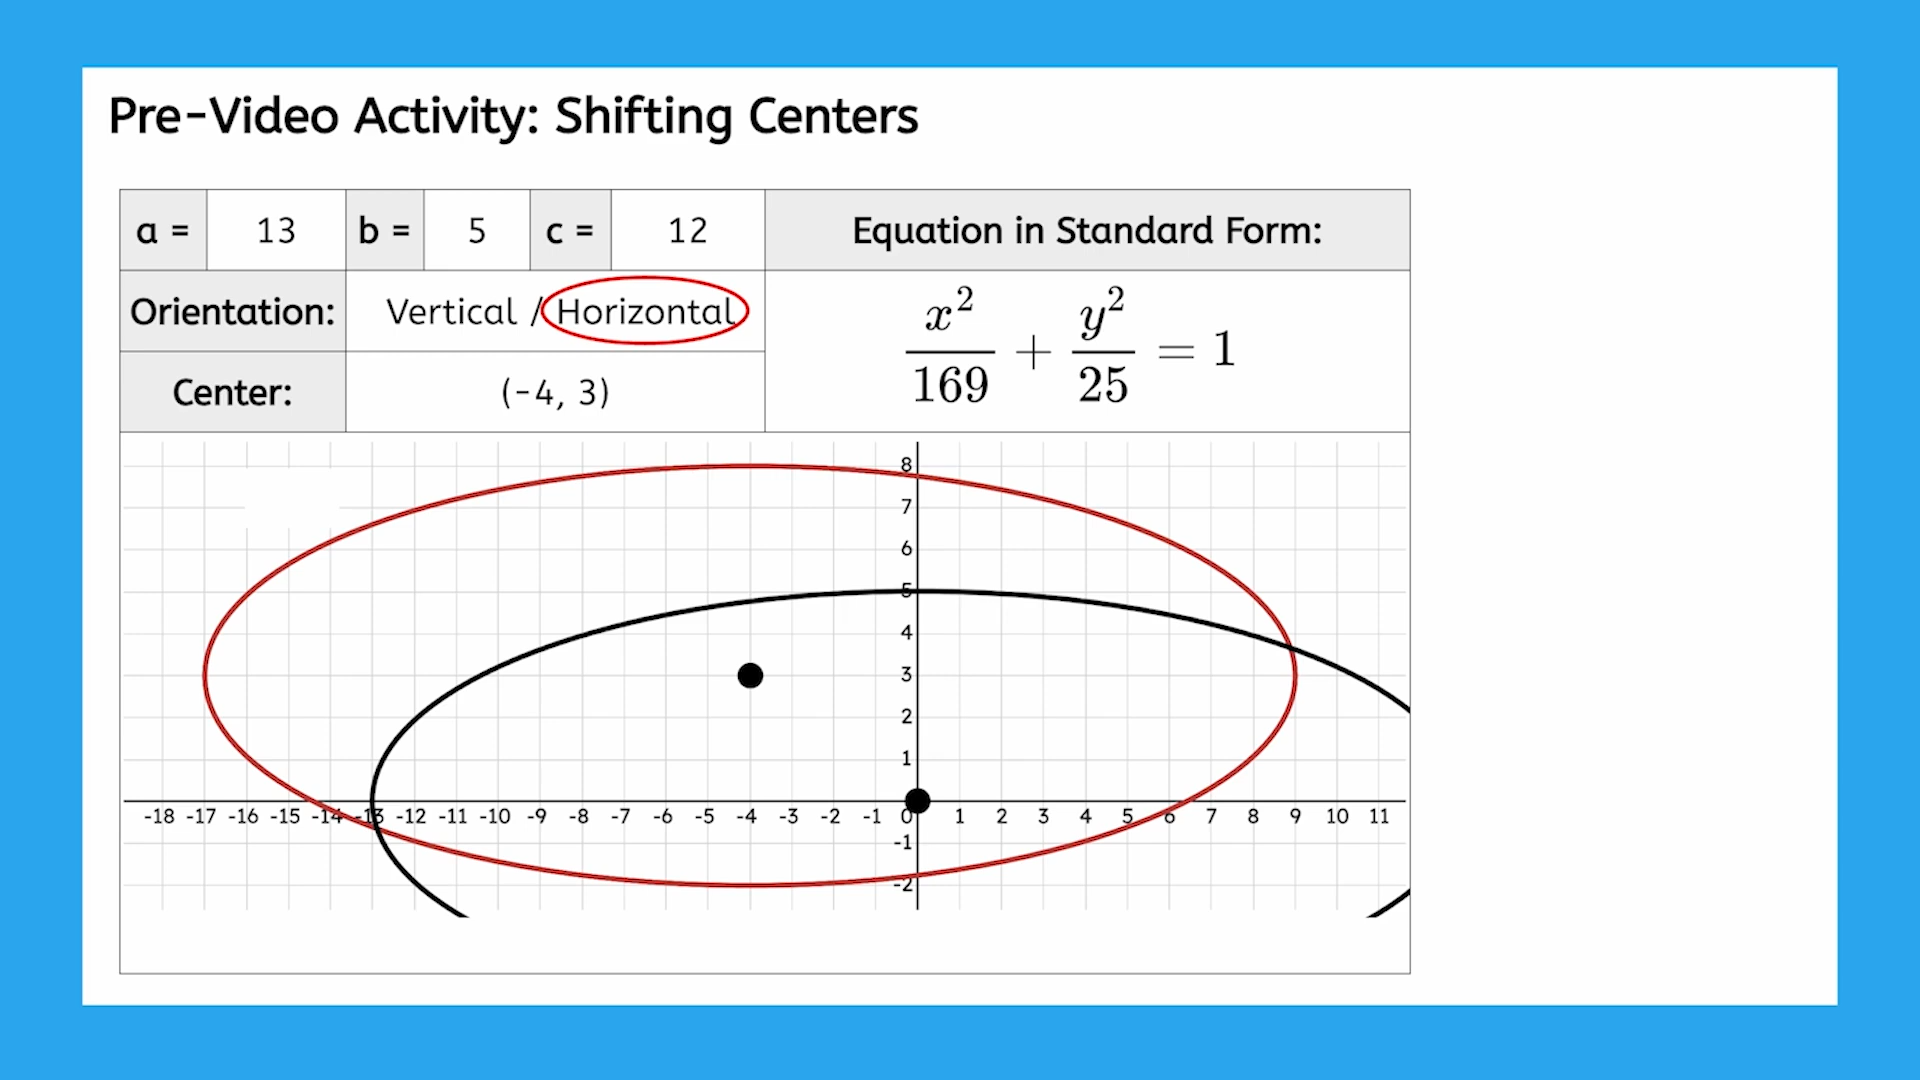 Pre-Video Activity: Shifting Centers
a = 13 b = 5 c = 12 Equation in Standard Form:
Orientation: Vertical / Horizontal
x²/169 + y²/25 = 1
Center: (-4, 3)
8
7
6
5
4
3
2
1
-18 -17 -16 -15 -14 -13 -12 -11 -10 -9 -8 -7 -6 -5 -4 -3 -2 -1 0 1 2 3 4 5 6 7 8 9 10 11
-1
-2